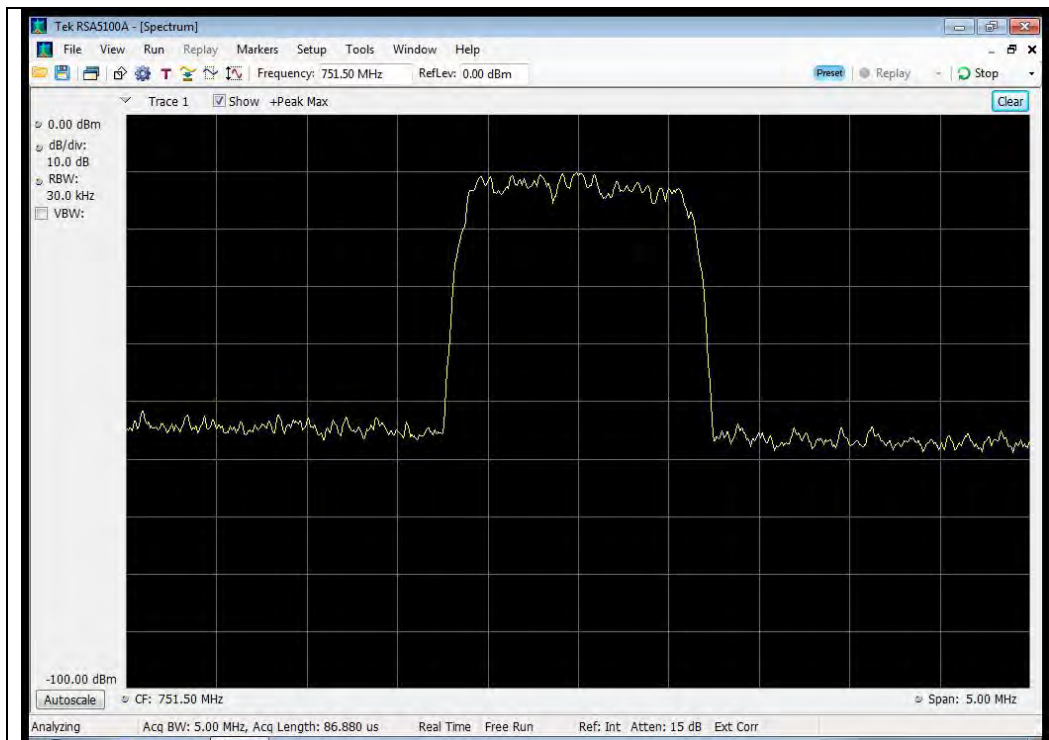 Tek RSA5100A - [Spectrum]
File View Run Replay Markers Setup Tools Window Help
T Frequency: 751.50 MHz RefLev: 0.00 dBm Preset Replay Stop
Trace 1 Show +Peak Max Clear
0.00 dBm
dB/div:
10.0 dB
RBW:
30.0 kHz
VBW:
-100.00 dBm
Autoscale CF: 751.50 MHz Span: 5.00 MHz
Analyzing Acq BW: 5.00 MHz, Acq Length: 86.880 us Real Time Free Run Ref: Int Atten: 15 dB Ext Corr